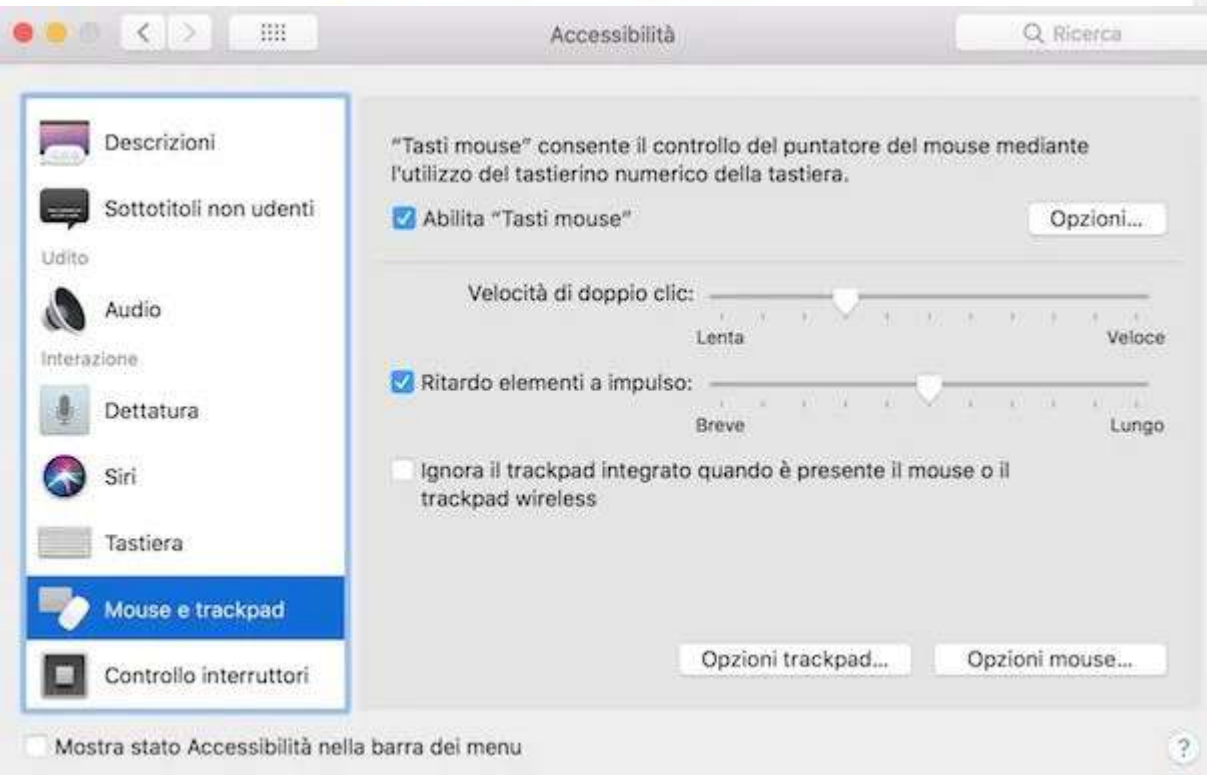 Accessibilità
Ricerca
Descrizioni
Sottotitoli non udenti
Udito
Audio
Interazione
Dettatura
Siri
Tastiera
Mouse e trackpad
Controllo interruttori
"Tasti mouse" consente il controllo del puntatore del mouse mediante
l'utilizzo del tastierino numerico della tastiera.
Abilita "Tasti mouse"
Opzioni...
Velocità di doppio clic:
Lenta
Veloce
Ritardo elementi a impulso:
Breve
Lungo
Ignora il trackpad integrato quando è presente il mouse o il
trackpad wireless
Opzioni trackpad...
Opzioni mouse...
Mostra stato Accessibilità nella barra dei menu
?